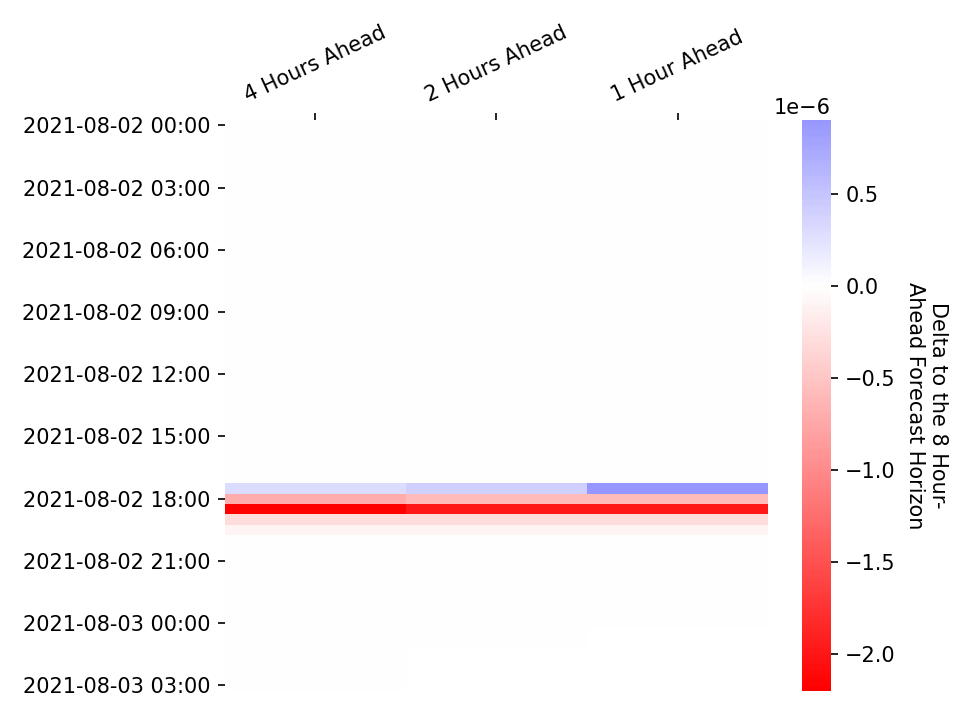 4 Hours Ahead
2 Hours Ahead
1 Hour Ahead
1e−6
2021-08-02 00:00
2021-08-02 03:00
2021-08-02 06:00
2021-08-02 09:00
2021-08-02 12:00
2021-08-02 15:00
2021-08-02 18:00
2021-08-02 21:00
2021-08-03 00:00
2021-08-03 03:00
0.5
0.0
−0.5
−1.0
−1.5
−2.0
Delta to the 8 Hour-
Ahead Forecast Horizon